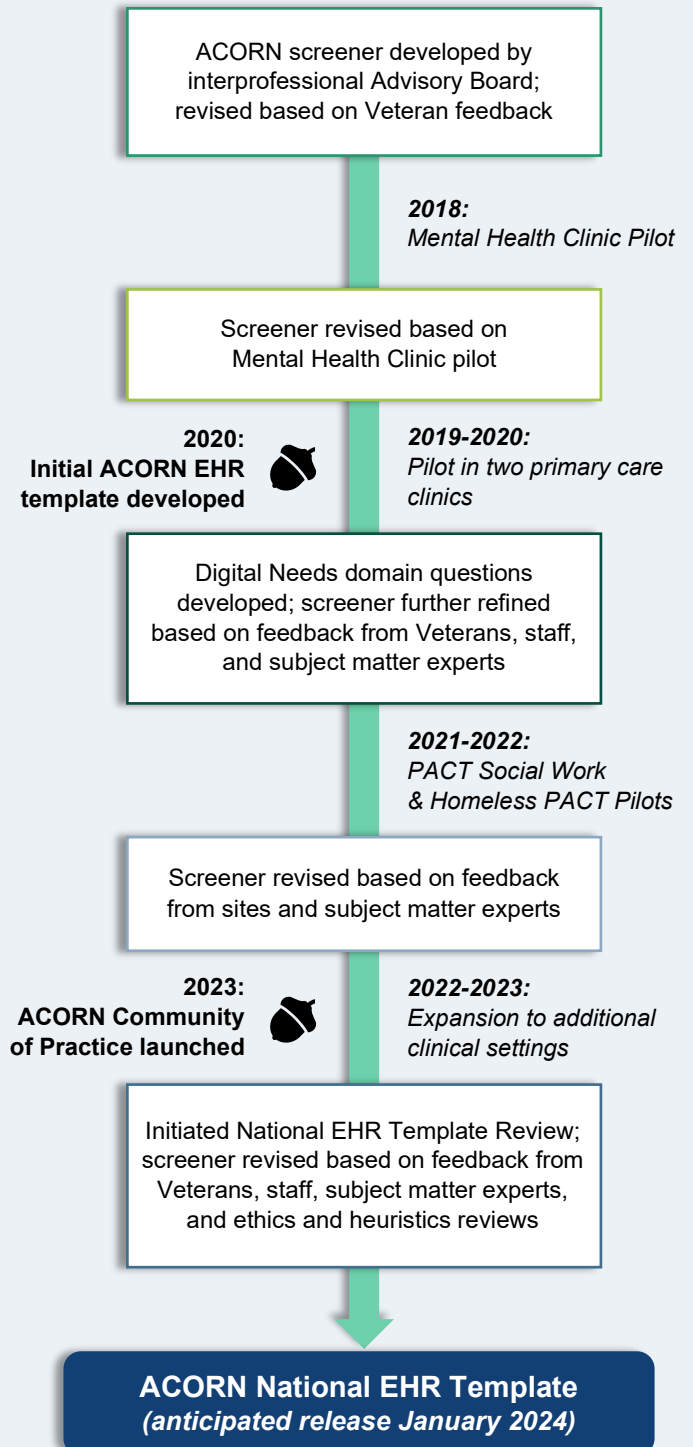 ACORN screener developed by
interprofessional Advisory Board;
revised based on Veteran feedback
2018:
Mental Health Clinic Pilot
Screener revised based on
Mental Health Clinic pilot
2020:
Initial ACORN EHR
template developed
2019-2020:
Pilot in two primary care
clinics
Digital Needs domain questions
developed; screener further refined
based on feedback from Veterans, staff,
and subject matter experts
2021-2022:
PACT Social Work
& Homeless PACT Pilots
Screener revised based on feedback
from sites and subject matter experts
2023:
ACORN Community
of Practice launched
2022-2023:
Expansion to additional
clinical settings
Initiated National EHR Template Review;
screener revised based on feedback from
Veterans, staff, subject matter experts,
and ethics and heuristics reviews
ACORN National EHR Template
(anticipated release January 2024)